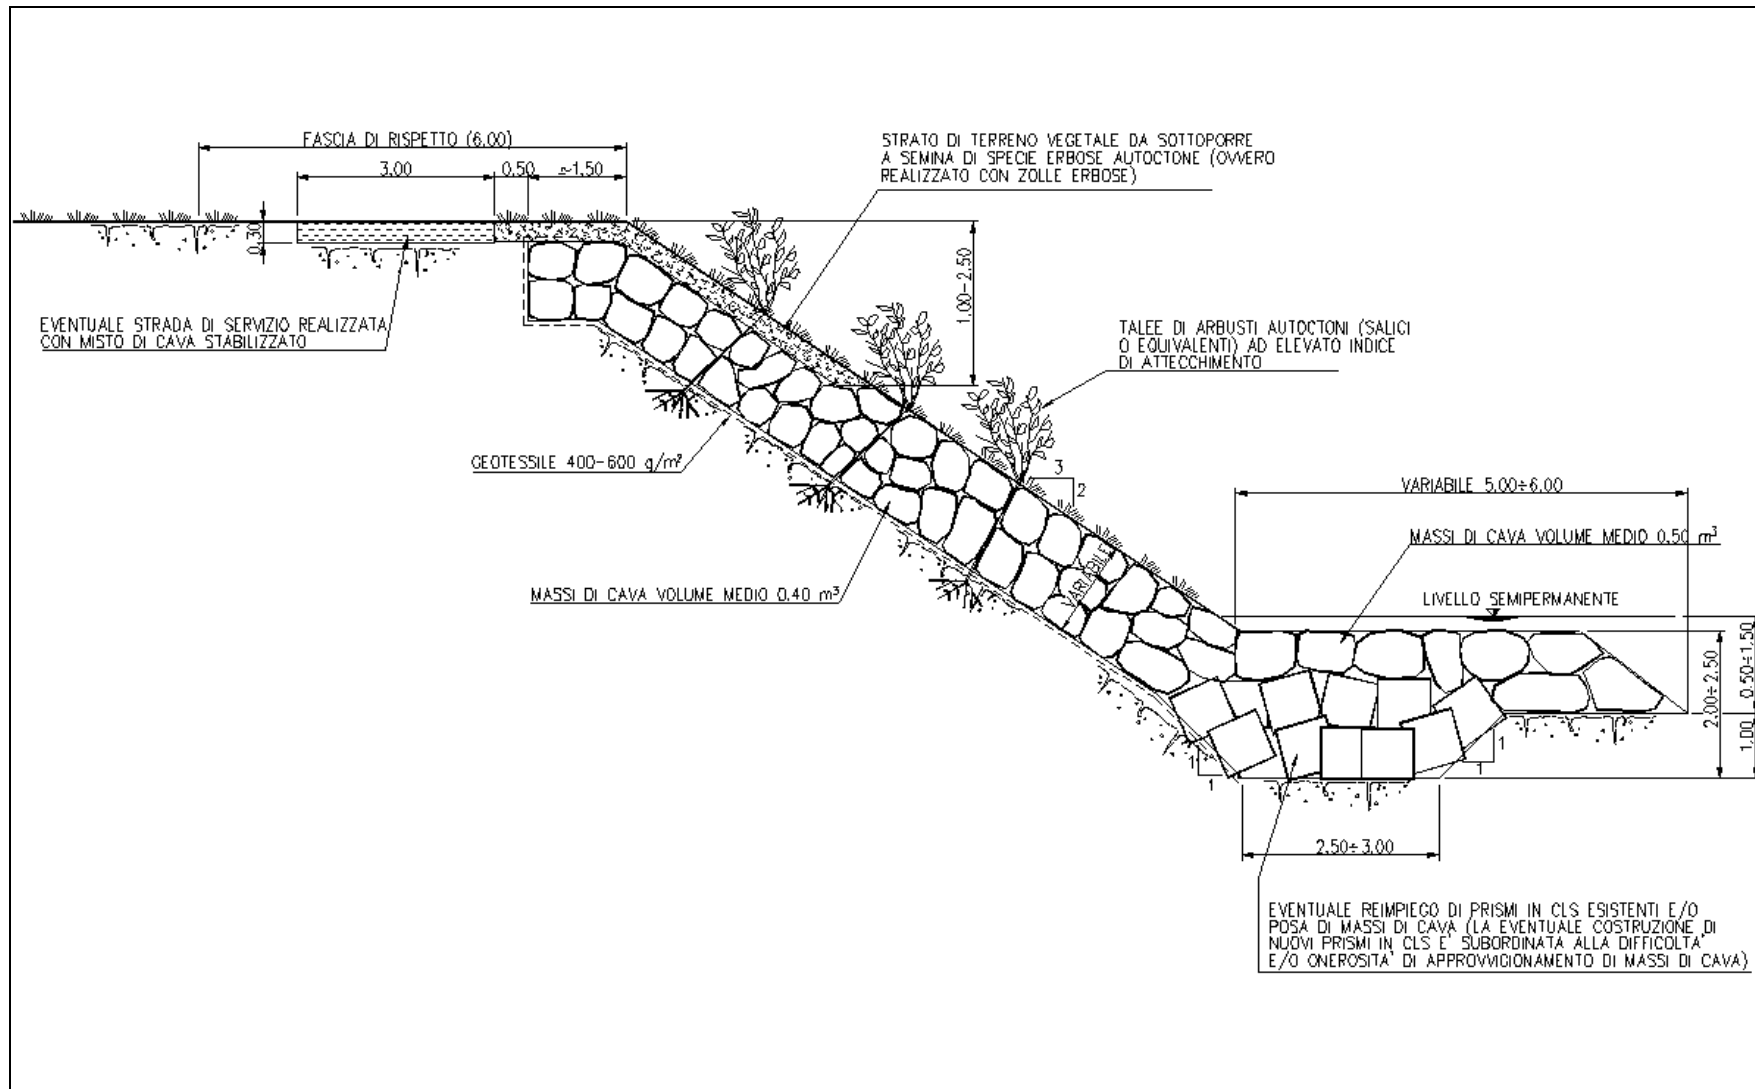 FASCIA DI RISPETTO (6.00)
3.00
0.50
≃1.50
0.30
STRATO DI TERRENO VEGETALE DA SOTTOPORRE
A SEMINA DI SPECIE ERBOSE AUTOCTONE (OVVERO
REALIZZATO CON ZOLLE ERBOSE)
1.00-2.50
EVENTUALE STRADA DI SERVIZIO REALIZZATA
CON MISTO DI CAVA STABILIZZATO
TALEE DI ARBUSTI AUTOCTONI (SALICI
O EQUIVALENTI) AD ELEVATO INDICE
DI ATTECCHIMENTO
GEOTESSILE 400-600 g/m²
3
2
VARIABILE 5.00÷6.00
MASSI DI CAVA VOLUME MEDIO 0.50 m³
MASSI DI CAVA VOLUME MEDIO 0.40 m³
VARIABILE
LIVELLO SEMIPERMANENTE
2.00÷2.50
0.50÷1.50
1.00
1
1
1
1
2.50÷3.00
EVENTUALE REIMPIEGO DI PRISMI IN CLS ESISTENTI E/O
POSA DI MASSI DI CAVA (LA EVENTUALE COSTRUZIONE DI
NUOVI PRISMI IN CLS E' SUBORDINATA ALLA DIFFICOLTA'
E/O ONEROSITA' DI APPROVVIGIONAMENTO DI MASSI DI CAVA)